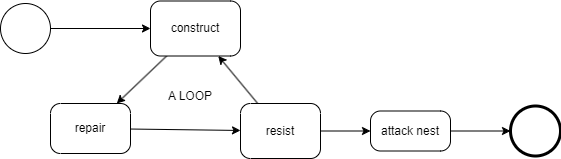 construct
A LOOP
repair
resist
attack nest